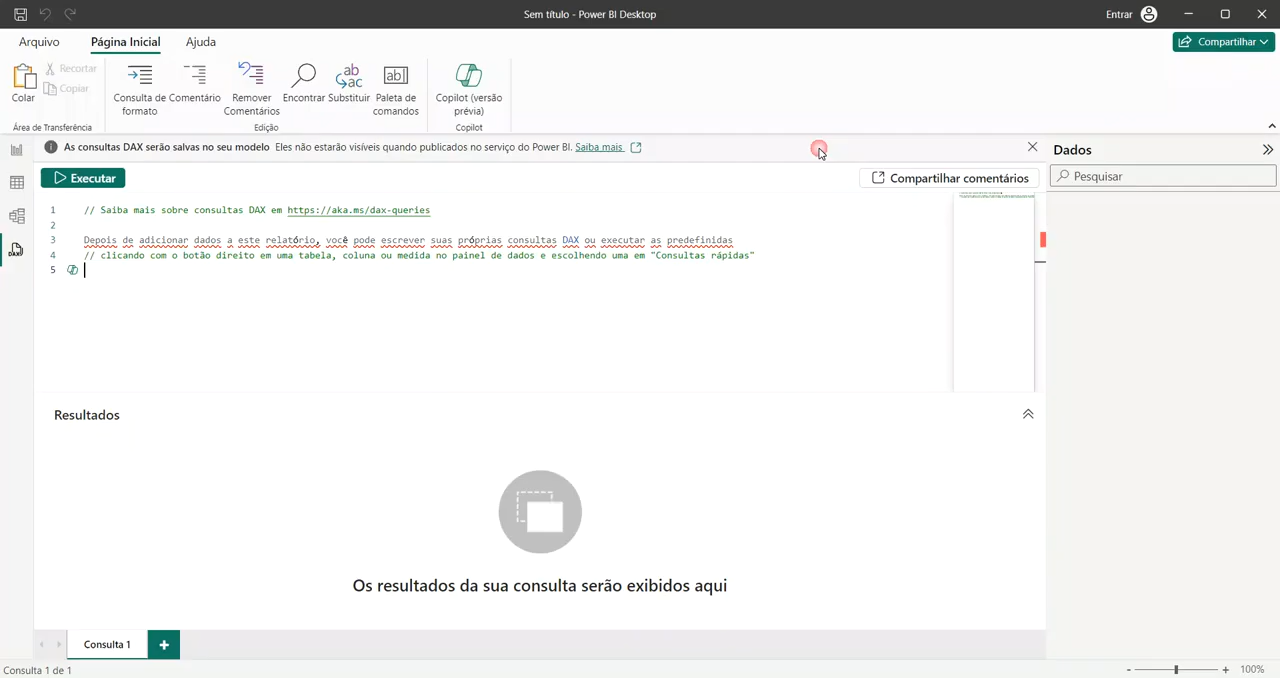 Sem título - Power BI Desktop
Entrar
Arquivo
Página Inicial
Ajuda
Compartilhar
Colar
Recortar
Copiar
Área de Transferência
Consulta de formato
Comentário
Remover Comentários
Encontrar
Substituir
Paleta de comandos
Edição
Copilot (versão prévia)
Copilot
As consultas DAX serão salvas no seu modelo Eles não estarão visíveis quando publicados no serviço do Power BI. Saiba mais
Dados
Pesquisar
Executar
Compartilhar comentários
1 // Saiba mais sobre consultas DAX em https://aka.ms/dax-queries
2
3 Depois de adicionar dados a este relatório, você pode escrever suas próprias consultas DAX ou executar as predefinidas
4 // clicando com o botão direito em uma tabela, coluna ou medida no painel de dados e escolhendo uma em "Consultas rápidas"
5
Resultados
Os resultados da sua consulta serão exibidos aqui
Consulta 1
Consulta 1 de 1
- + 100%